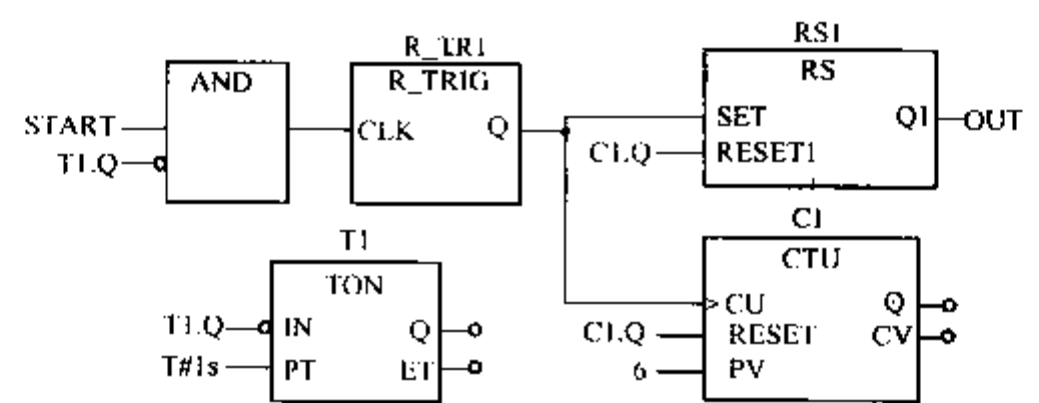 R_TR1
R_TRIG
CLK
Q
AND
START
T1.Q
RS1
RS
SET
Q1
OUT
C1.Q
RESET1
T1
TON
T1.Q
IN
Q
T#1s
PT
ET
C1
CTU
CU
Q
C1.Q
RESET
CV
6
PV